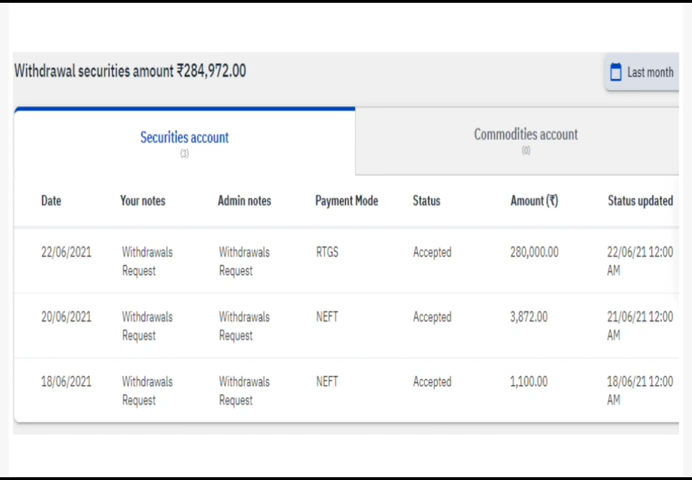 Withdrawal securities amount ₹284,972.00
Last month
Securities account
(3)
Commodities account
(0)
Date Your notes Admin notes Payment Mode Status Amount (₹) Status updated
22/06/2021 Withdrawals Request Withdrawals Request RTGS Accepted 280,000.00 22/06/21 12:00 AM
20/06/2021 Withdrawals Request Withdrawals Request NEFT Accepted 3,872.00 21/06/21 12:00 AM
18/06/2021 Withdrawals Request Withdrawals Request NEFT Accepted 1,100.00 18/06/21 12:00 AM